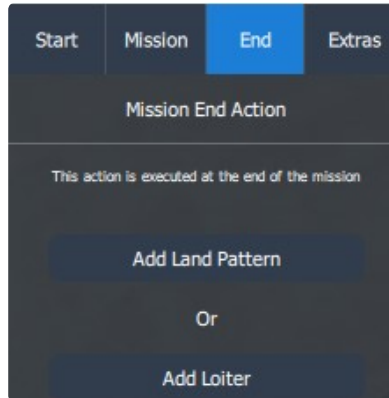 Start Mission End Extras
Mission End Action
This action is executed at the end of the mission
Add Land Pattern
Or
Add Loiter